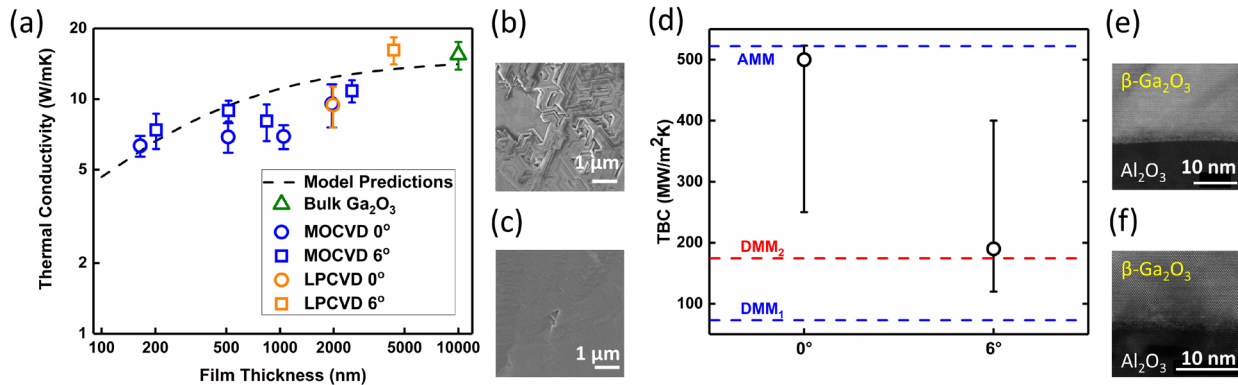 (a)
Thermal Conductivity (W/mK)
20
10
5
2
1
100 200 500 1000 2000 5000 10000
Film Thickness (nm)
Model Predictions
Bulk Ga₂O₃
MOCVD 0°
MOCVD 6°
LPCVD 0°
LPCVD 6°
(b)
1 μm
(c)
1 μm
(d)
TBC (MW/m²K)
500
400
300
200
100
AMM
DMM₂
DMM₁
0° 6°
(e)
β-Ga₂O₃
Al₂O₃
10 nm
(f)
β-Ga₂O₃
Al₂O₃
10 nm